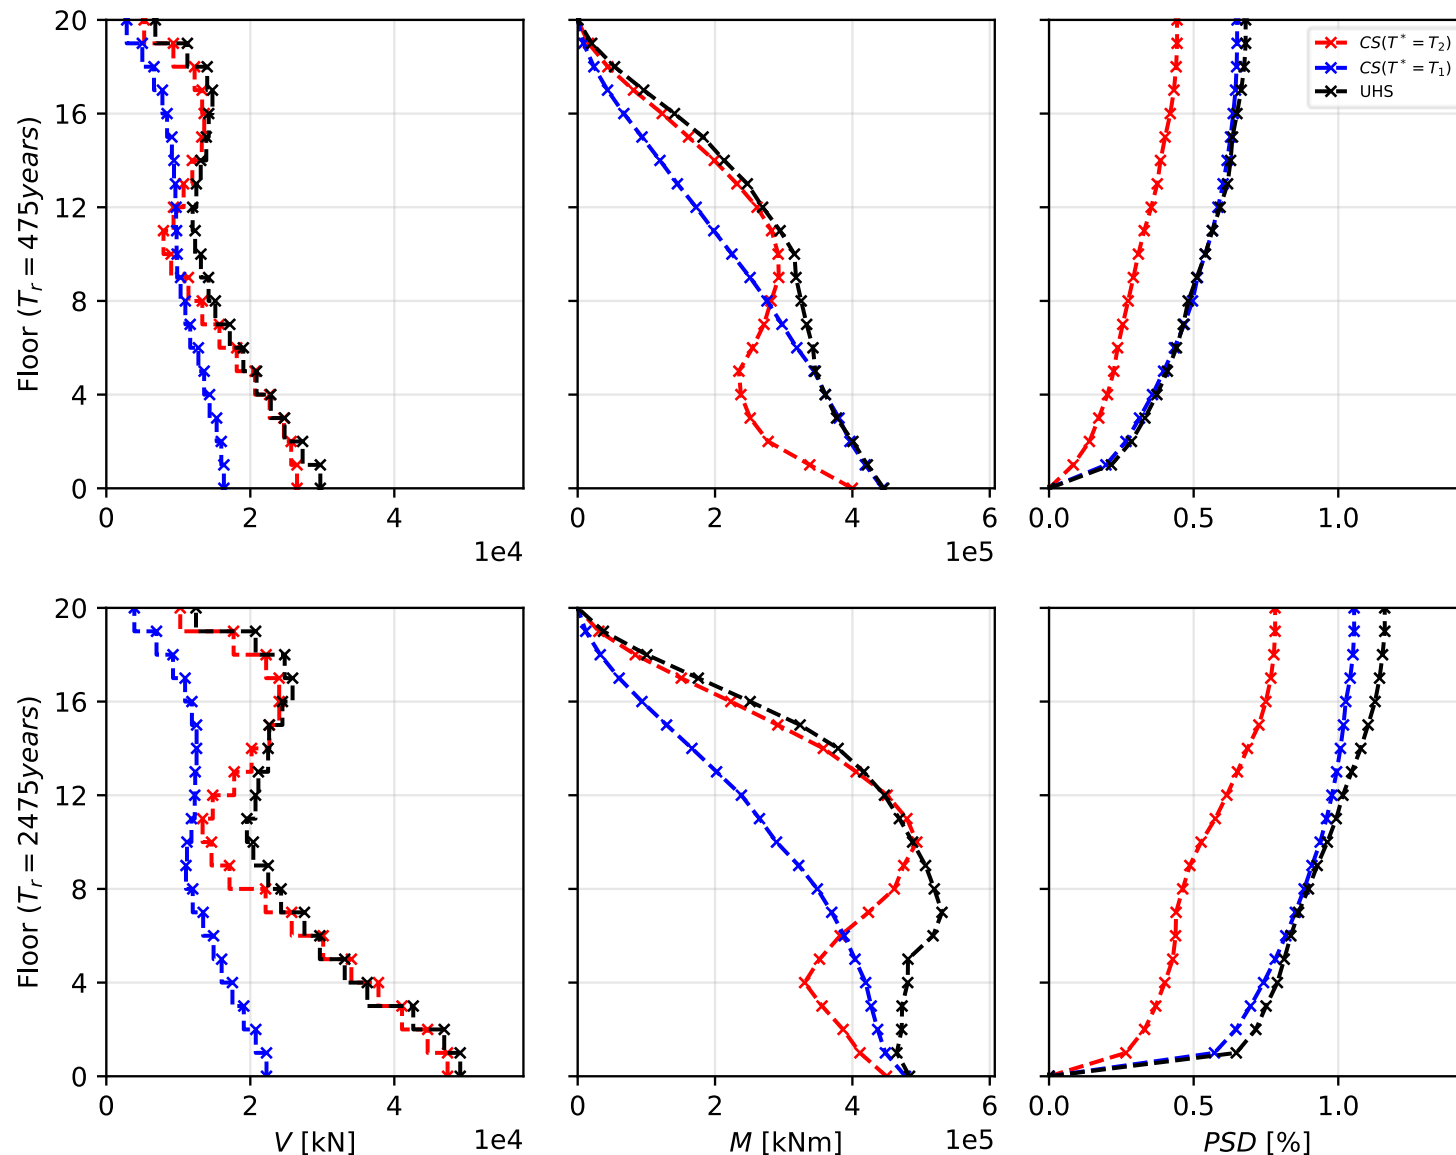 20
16
12
8
4
0
Floor (T_r = 475years)
0
2
4
1e4
0
2
4
6
1e5
0.0
0.5
1.0
CS(T* = T_2)
CS(T* = T_1)
UHS
20
16
12
8
4
0
Floor (T_r = 2475years)
0
2
4
1e4
V [kN]
0
2
4
6
1e5
M [kNm]
0.0
0.5
1.0
PSD [%]